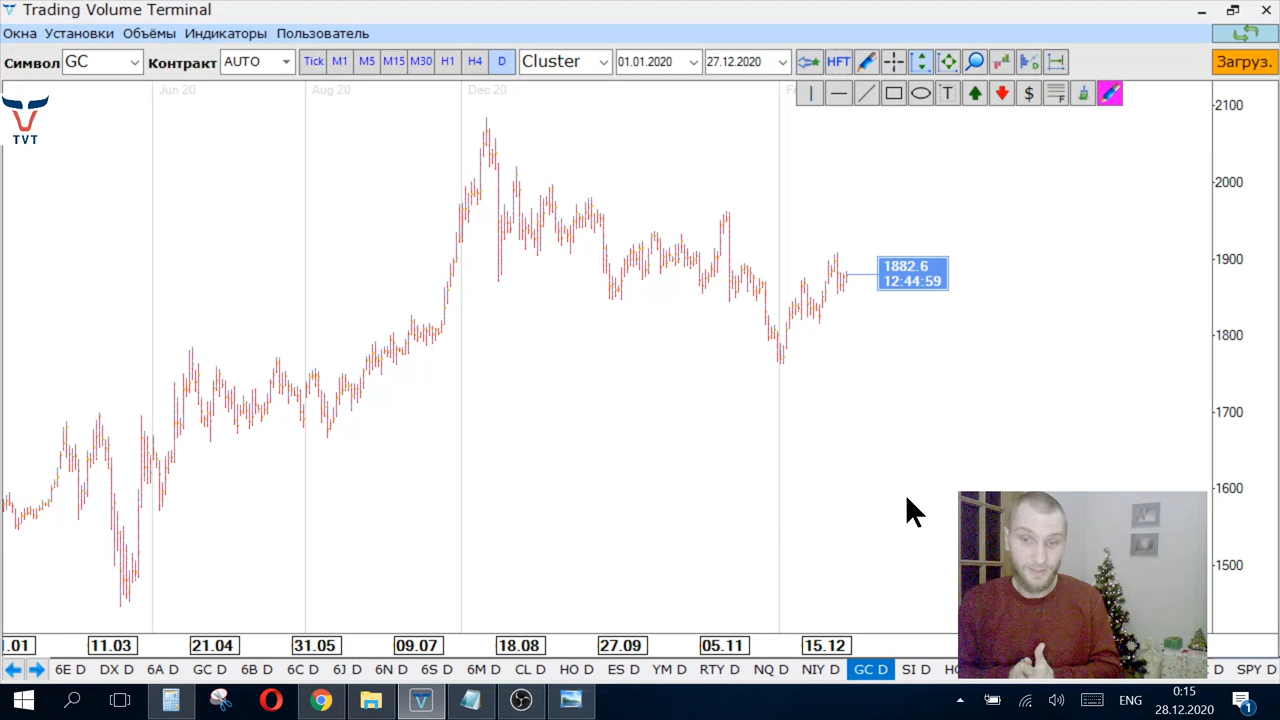 Trading Volume Terminal
Окна Установки Объёмы Индикаторы Пользователь
Символ GC Контракт AUTO Tick M1 M5 M15 M30 H1 H4 D Cluster 01.01.2020 27.12.2020 HFT Загруз.
T $ F
Jun 20 Aug 20 Dec 20
TVT
2100
2000
1900
1882.6
12:44:59
1800
1700
1600
1500
11.03 21.04 31.05 09.07 18.08 27.09 05.11 15.12
6E D DX D 6A D GC D 6B D 6C D 6J D 6N D 6S D 6M D CL D HO D ES D YM D RTY D NQ D NIY D GC D SI D SPY D
ENG
0:15
28.12.2020
1